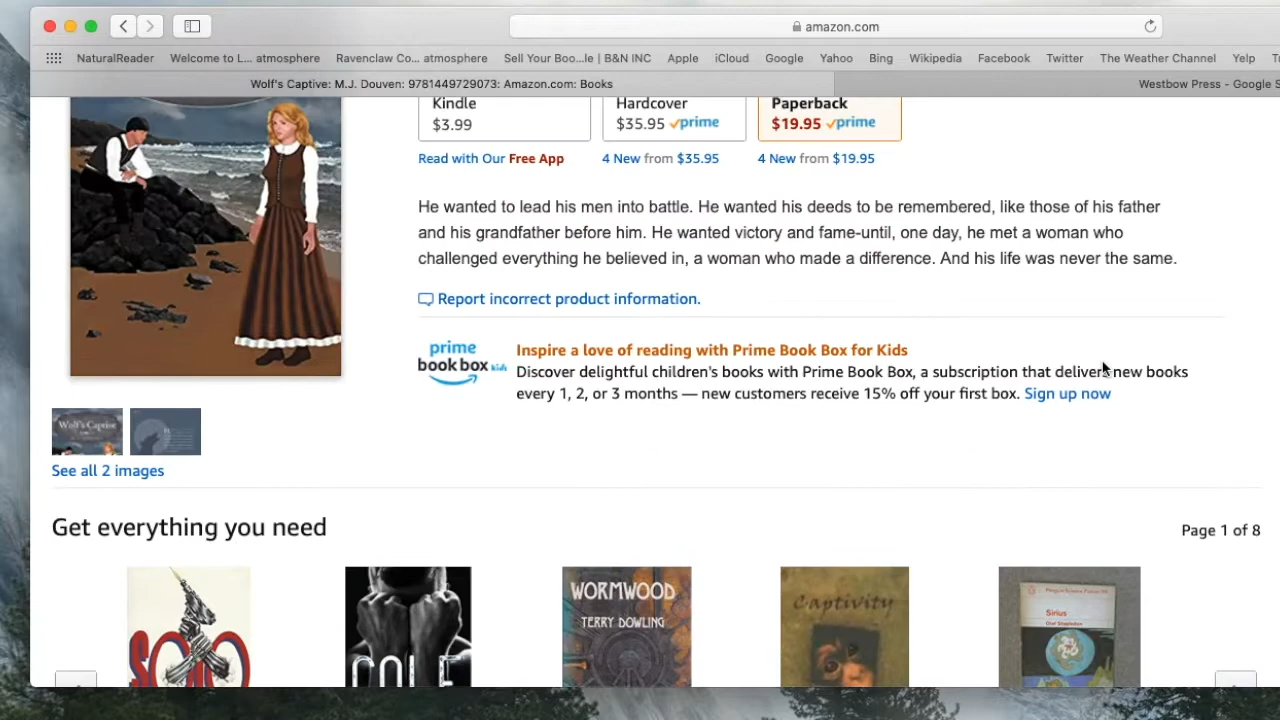 amazon.com
NaturalReader Welcome to L... atmosphere Ravenclaw Co... atmosphere Sell Your Boo...le | B&N INC Apple iCloud Google Yahoo Bing Wikipedia Facebook Twitter The Weather Channel Yelp
Wolf's Captive: M.J. Douven: 9781449729073: Amazon.com: Books
Westbow Press - Google S
Kindle
$3.99
Hardcover
$35.95 prime
Paperback
$19.95 prime
Read with Our Free App
4 New from $35.95
4 New from $19.95
He wanted to lead his men into battle. He wanted his deeds to be remembered, like those of his father
and his grandfather before him. He wanted victory and fame-until, one day, he met a woman who
challenged everything he believed in, a woman who made a difference. And his life was never the same.
Report incorrect product information.
prime
book box kids
Inspire a love of reading with Prime Book Box for Kids
Discover delightful children's books with Prime Book Box, a subscription that delivers new books
every 1, 2, or 3 months — new customers receive 15% off your first box. Sign up now
Wolf's Captive
See all 2 images
Get everything you need
Page 1 of 8
SOLO
COLE
WORMWOOD
TERRY DOWLING
Captivity
Sirius